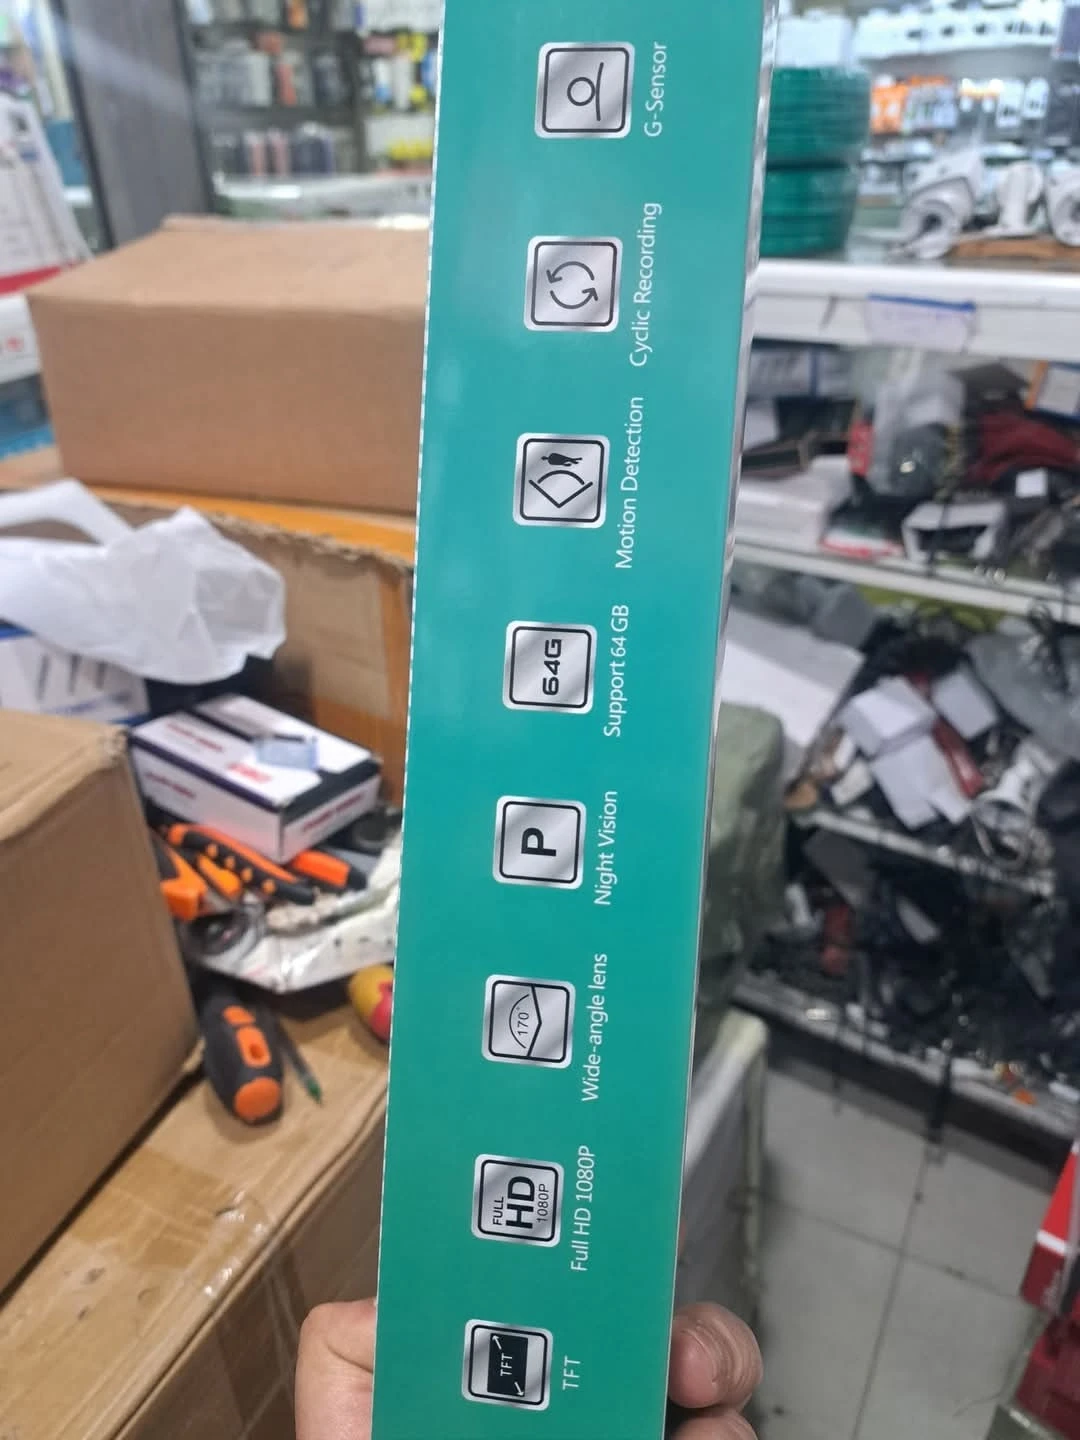 TFT
TFT
FULL
HD
1080P
Full HD 1080P
170°
Wide-angle lens
P
Night Vision
64G
Support 64 GB
Motion Detection
Cyclic Recording
G-Sensor